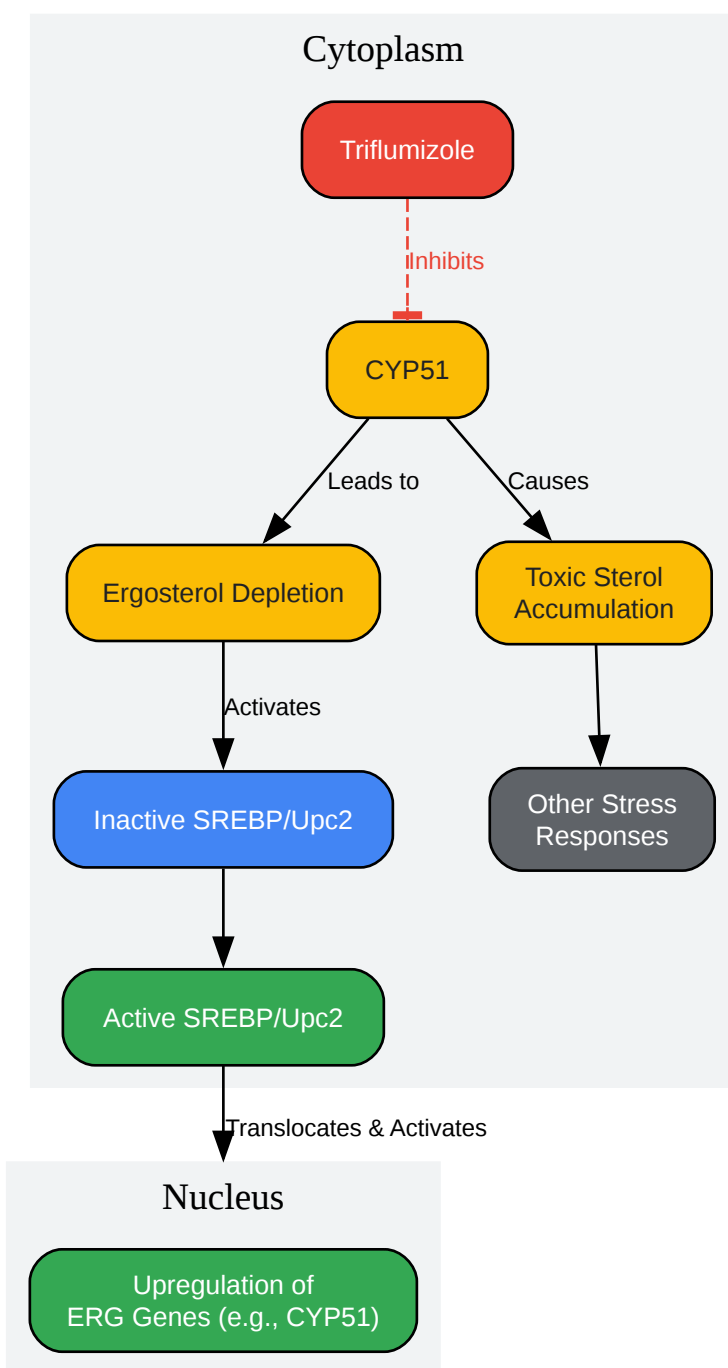 Cytoplasm
Triflumizole
Inhibits
CYP51
Leads to
Causes
Ergosterol Depletion
Toxic Sterol
Accumulation
Activates
Inactive SREBP/Upc2
Other Stress
Responses
Active SREBP/Upc2
Translocates & Activates
Nucleus
Upregulation of
ERG Genes (e.g., CYP51)